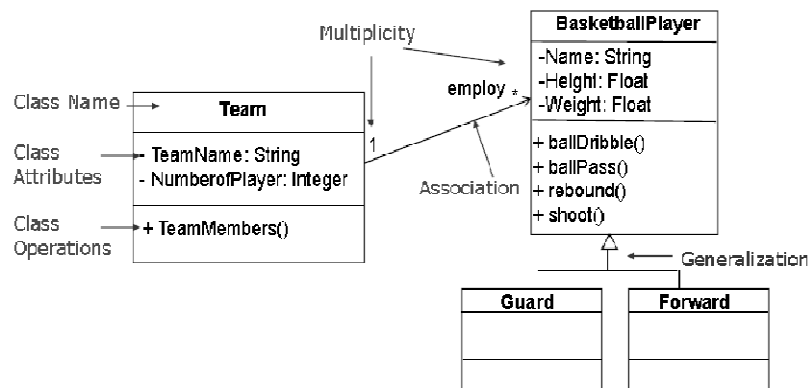 Multiplicity
BasketballPlayer
-Name: String
-Height: Float
-Weight: Float
+ ballDribble()
+ ballPass()
+ rebound()
+ shoot()
employ *
1
Association
Class Name
Team
Class
Attributes
- TeamName: String
- NumberofPlayer: Integer
Class
Operations
+ TeamMembers()
Generalization
Guard
Forward